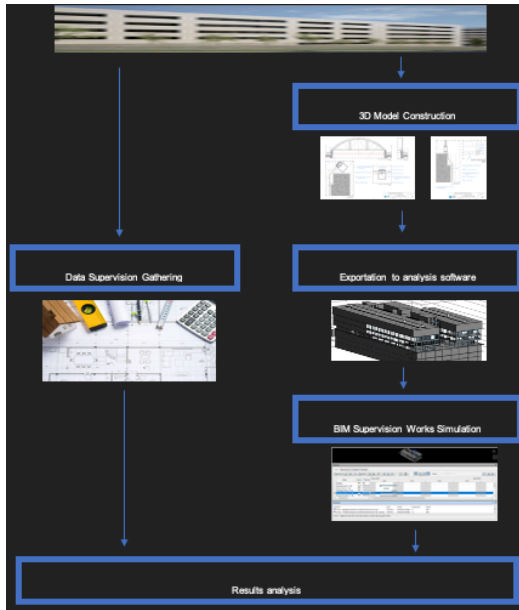 3D Model Construction
Data Supervision Gathering
Exportation to analysis software
BIM Supervision Works Simulation
Results analysis